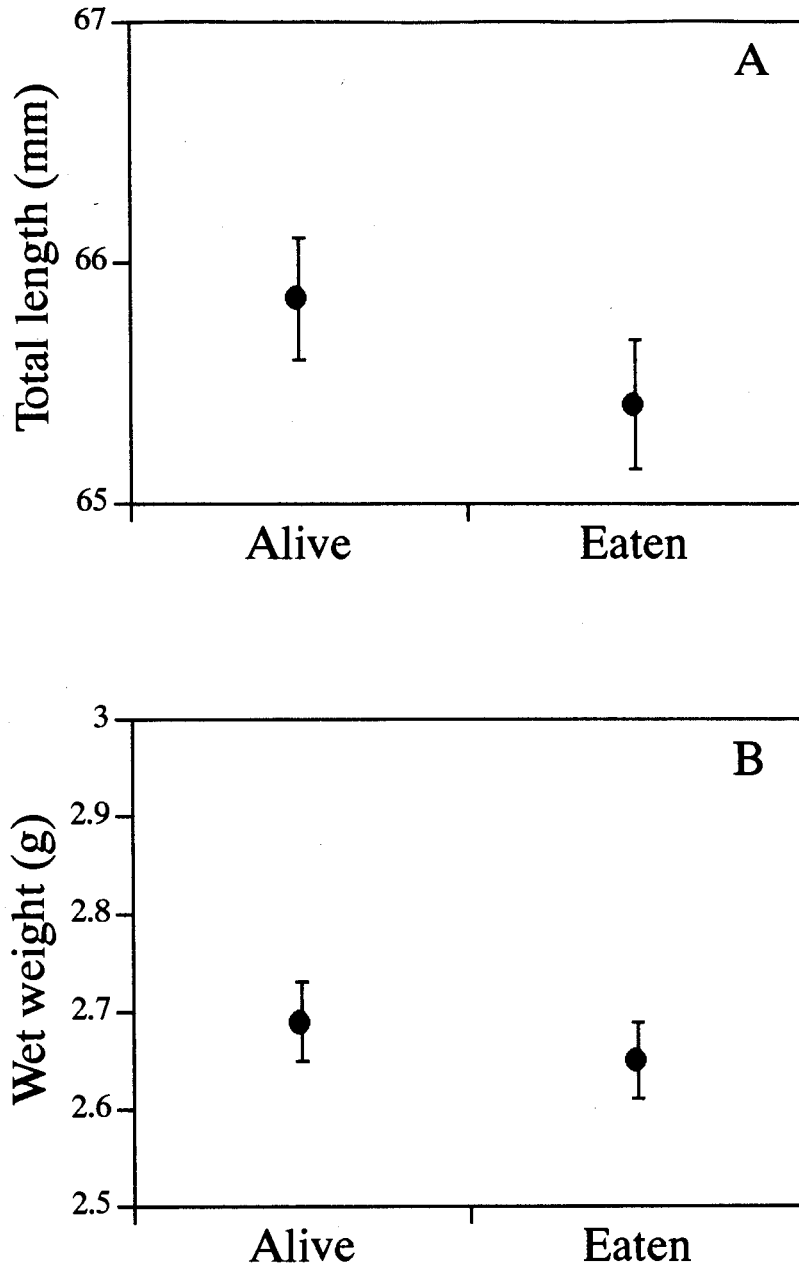 67
A
Total length (mm)
66
65
Alive Eaten
3
B
2.9
Wet weight (g)
2.8
2.7
2.6
2.5
Alive Eaten